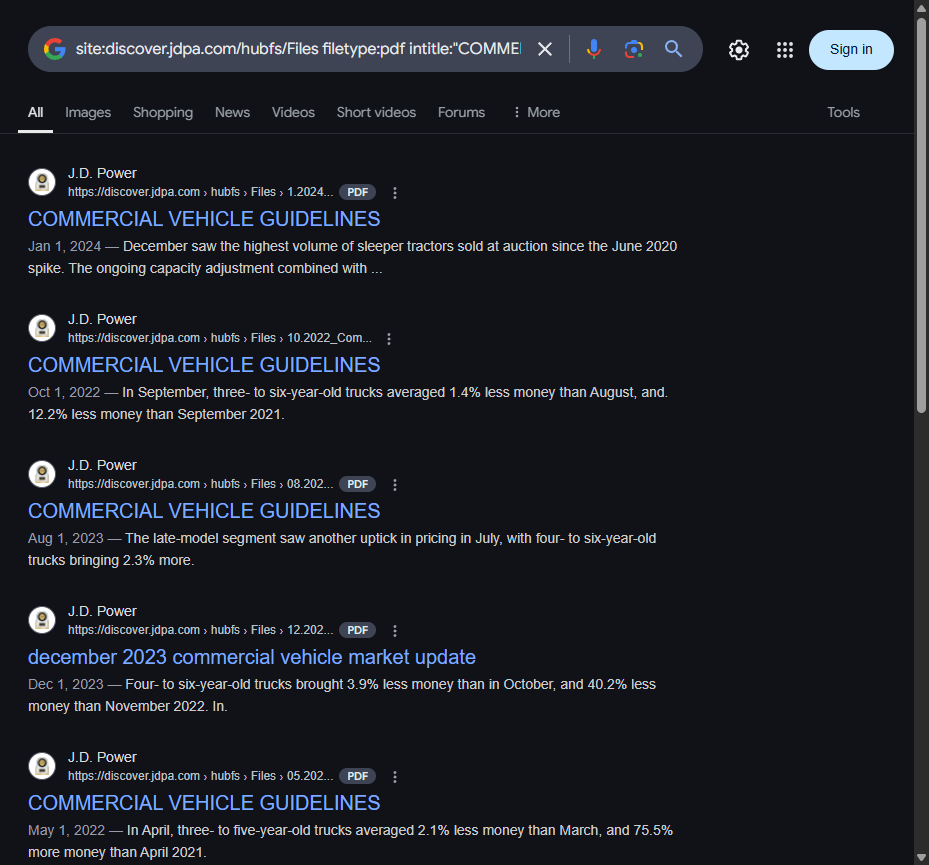 site:discover.jdpa.com/hubfs/Files filetype:pdf intitle:"COMME
Sign in
All Images Shopping News Videos Short videos Forums More Tools
J.D. Power
https://discover.jdpa.com › hubfs › Files › 1.2024... PDF
COMMERCIAL VEHICLE GUIDELINES
Jan 1, 2024 — December saw the highest volume of sleeper tractors sold at auction since the June 2020
spike. The ongoing capacity adjustment combined with ...
J.D. Power
https://discover.jdpa.com › hubfs › Files › 10.2022_Com...
COMMERCIAL VEHICLE GUIDELINES
Oct 1, 2022 — In September, three- to six-year-old trucks averaged 1.4% less money than August, and.
12.2% less money than September 2021.
J.D. Power
https://discover.jdpa.com › hubfs › Files › 08.202... PDF
COMMERCIAL VEHICLE GUIDELINES
Aug 1, 2023 — The late-model segment saw another uptick in pricing in July, with four- to six-year-old
trucks bringing 2.3% more.
J.D. Power
https://discover.jdpa.com › hubfs › Files › 12.202... PDF
december 2023 commercial vehicle market update
Dec 1, 2023 — Four- to six-year-old trucks brought 3.9% less money than in October, and 40.2% less
money than November 2022. In.
J.D. Power
https://discover.jdpa.com › hubfs › Files › 05.202... PDF
COMMERCIAL VEHICLE GUIDELINES
May 1, 2022 — In April, three- to five-year-old trucks averaged 2.1% less money than March, and 75.5%
more money than April 2021.